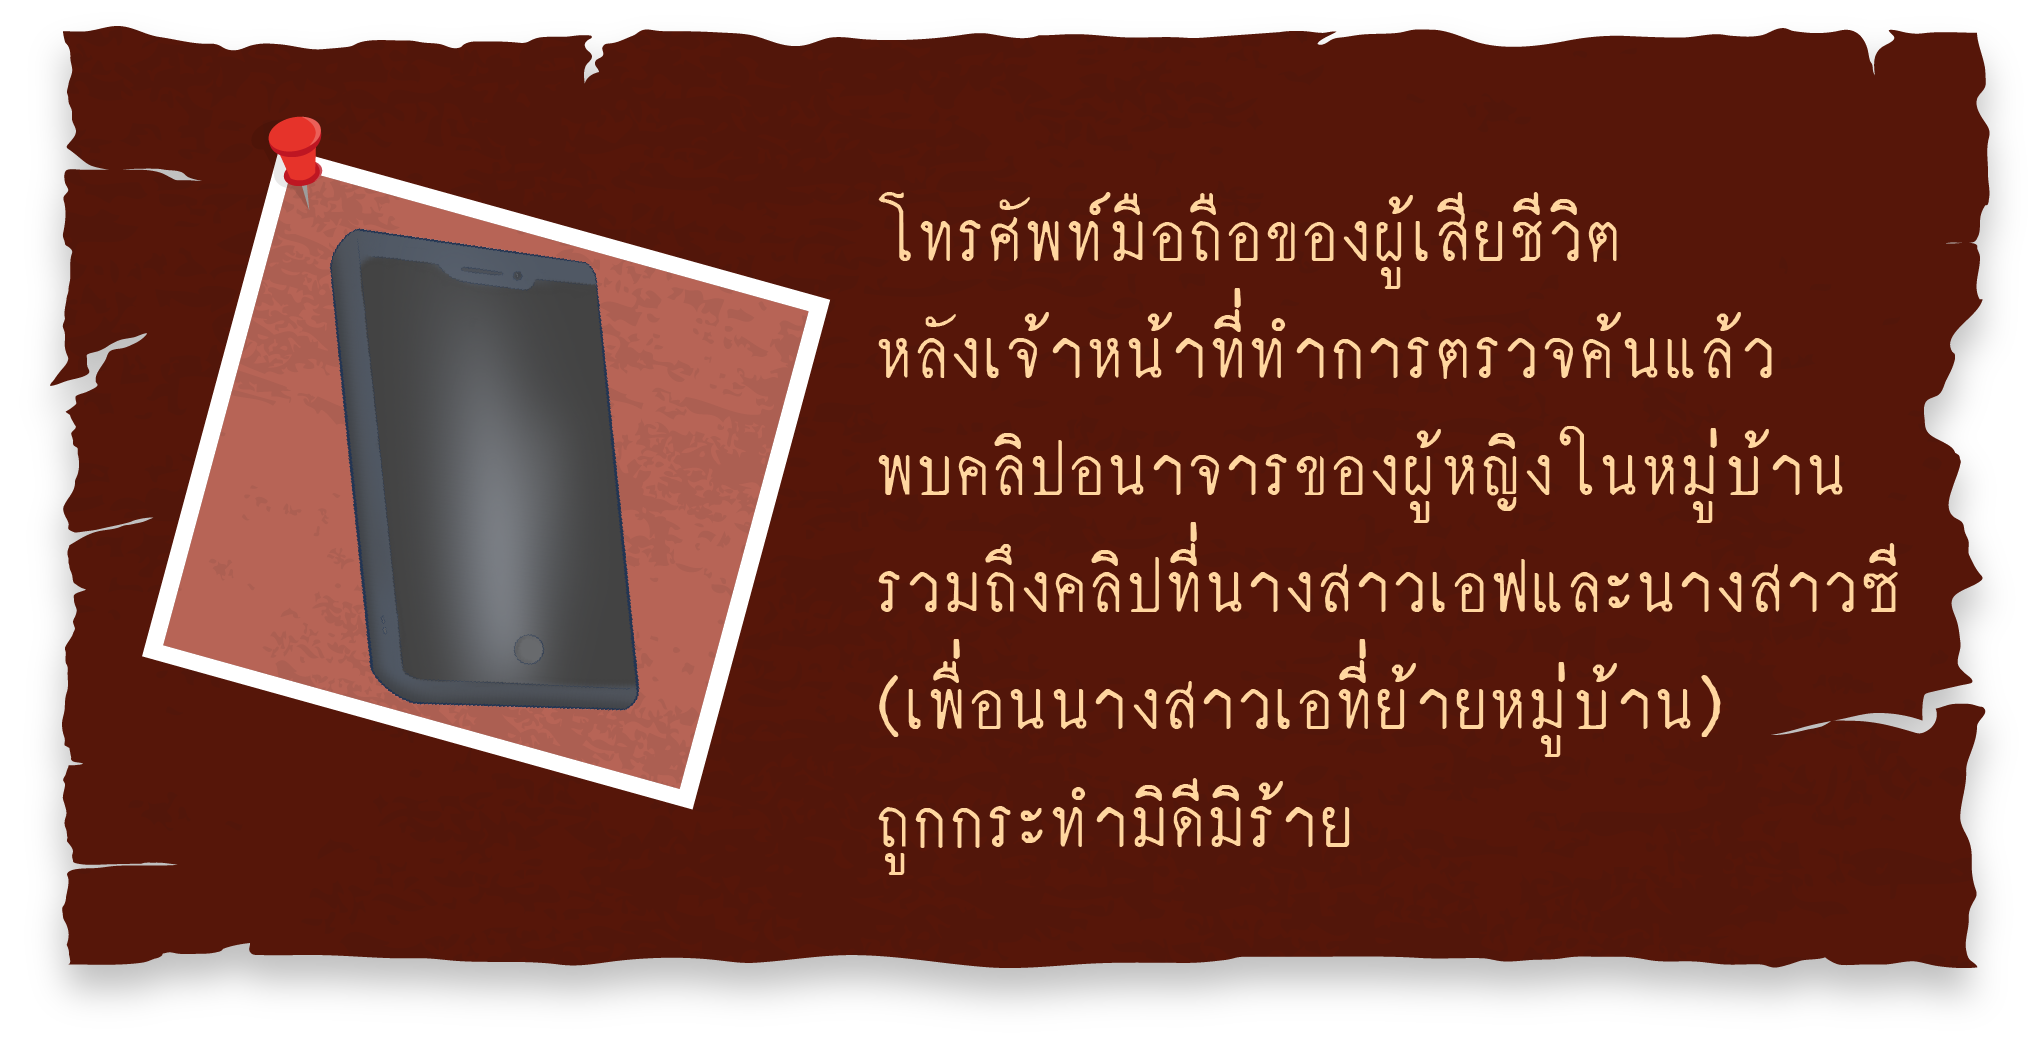 โทรศัพท์มือถือของผู้เสียชีวิต
หลังเจ้าหน้าที่ทำการตรวจค้นแล้ว
พบคลิปอนาจารของผู้หญิงในหมู่บ้าน
รวมถึงคลิปที่นางสาวเอฟและนางสาวซี
(เพื่อนนางสาวเอที่ย้ายหมู่บ้าน)
ถูกกระทำมิดีมิร้าย